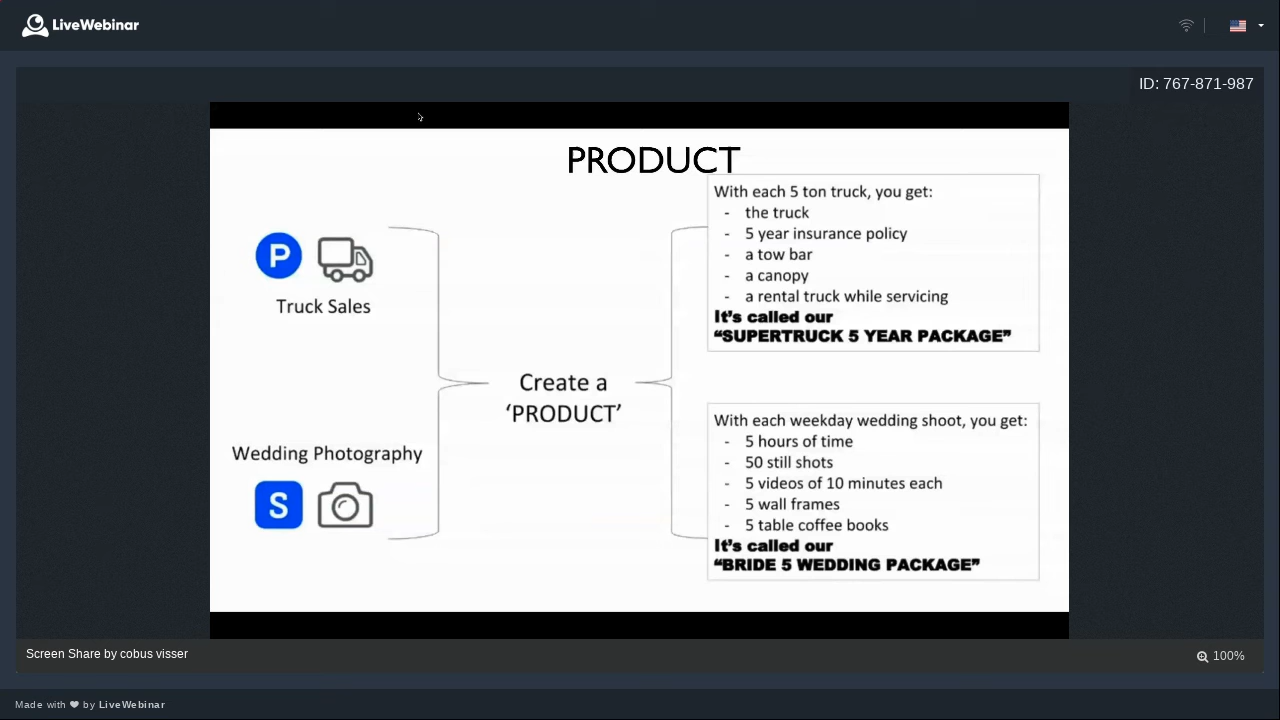 LiveWebinar
ID: 767-871-987
PRODUCT
With each 5 ton truck, you get:
- the truck
- 5 year insurance policy
- a tow bar
- a canopy
- a rental truck while servicing
It's called our
“SUPERTRUCK 5 YEAR PACKAGE”
P
Truck Sales
Create a
‘PRODUCT’
Wedding Photography
S
With each weekday wedding shoot, you get:
- 5 hours of time
- 50 still shots
- 5 videos of 10 minutes each
- 5 wall frames
- 5 table coffee books
It's called our
“BRIDE 5 WEDDING PACKAGE”
Screen Share by cobus visser
100%
Made with ❤ by LiveWebinar